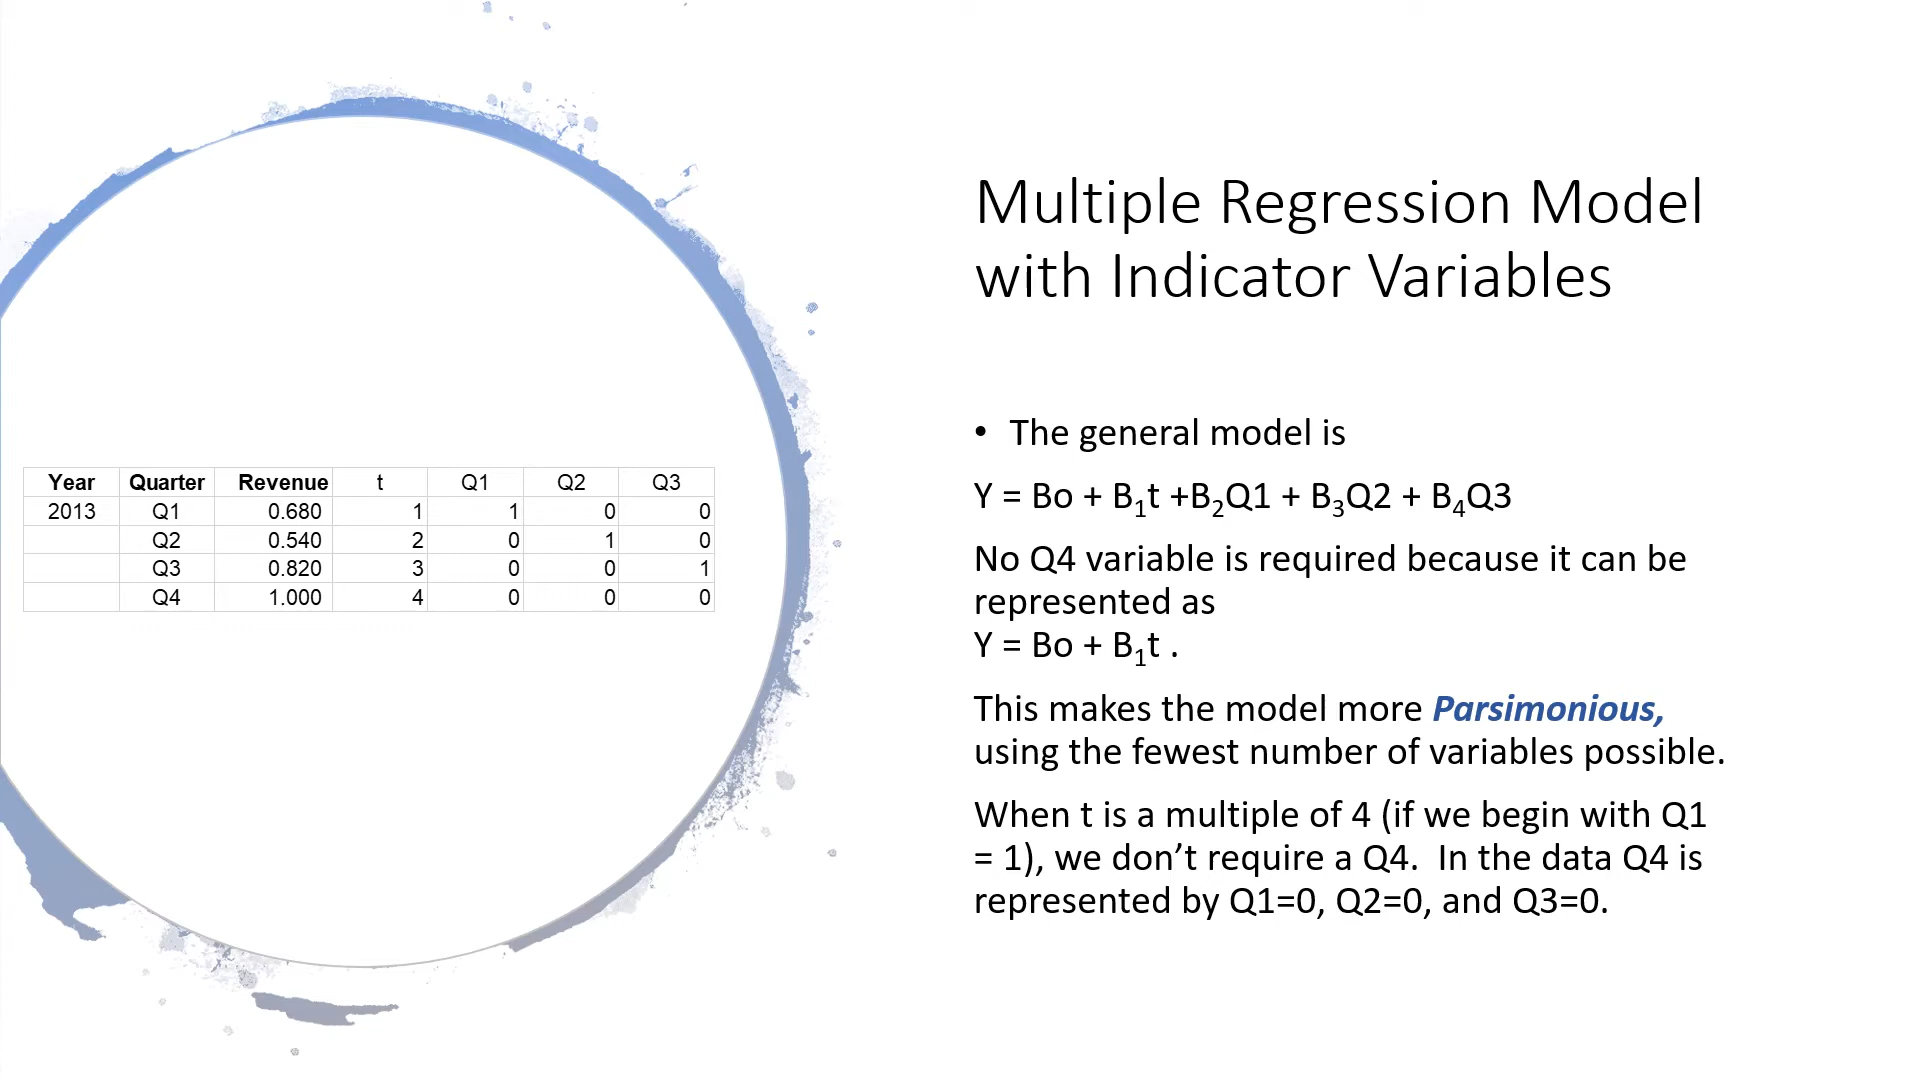 Multiple Regression Model
with Indicator Variables
Year Quarter Revenue t Q1 Q2 Q3
2013 Q1 0.680 1 1 0 0
Q2 0.540 2 0 1 0
Q3 0.820 3 0 0 1
Q4 1.000 4 0 0 0
• The general model is
Y = Bo + B₁t +B₂Q1 + B₃Q2 + B₄Q3
No Q4 variable is required because it can be
represented as
Y = Bo + B₁t .
This makes the model more Parsimonious,
using the fewest number of variables possible.
When t is a multiple of 4 (if we begin with Q1
= 1), we don’t require a Q4. In the data Q4 is
represented by Q1=0, Q2=0, and Q3=0.